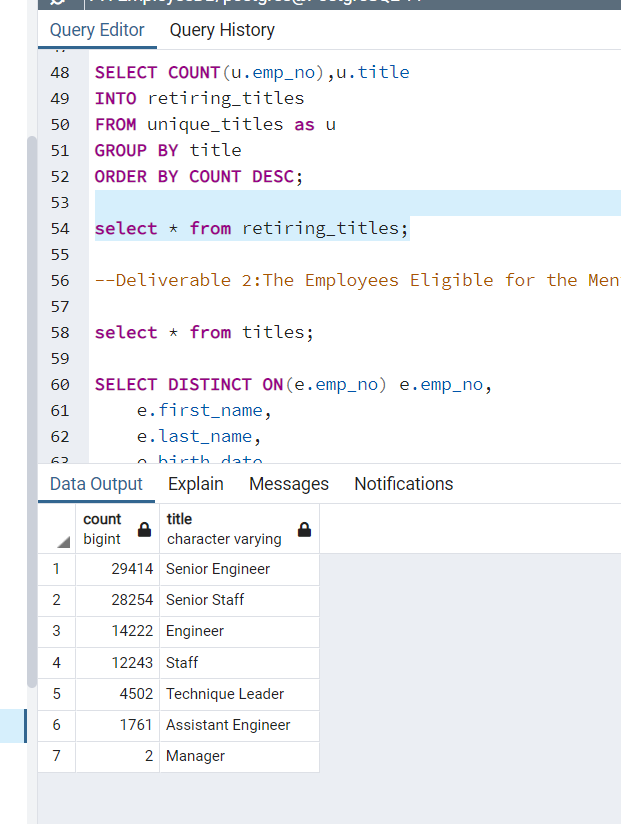 Query Editor Query History
48 SELECT COUNT(u.emp_no),u.title
49 INTO retiring_titles
50 FROM unique_titles as u
51 GROUP BY title
52 ORDER BY COUNT DESC;
53
54 select * from retiring_titles;
55
56 --Deliverable 2:The Employees Eligible for the Men
57
58 select * from titles;
59
60 SELECT DISTINCT ON(e.emp_no) e.emp_no,
61 e.first_name,
62 e.last_name,
63 e.birth_date
Data Output Explain Messages Notifications
count title
bigint character varying
1 29414 Senior Engineer
2 28254 Senior Staff
3 14222 Engineer
4 12243 Staff
5 4502 Technique Leader
6 1761 Assistant Engineer
7 2 Manager